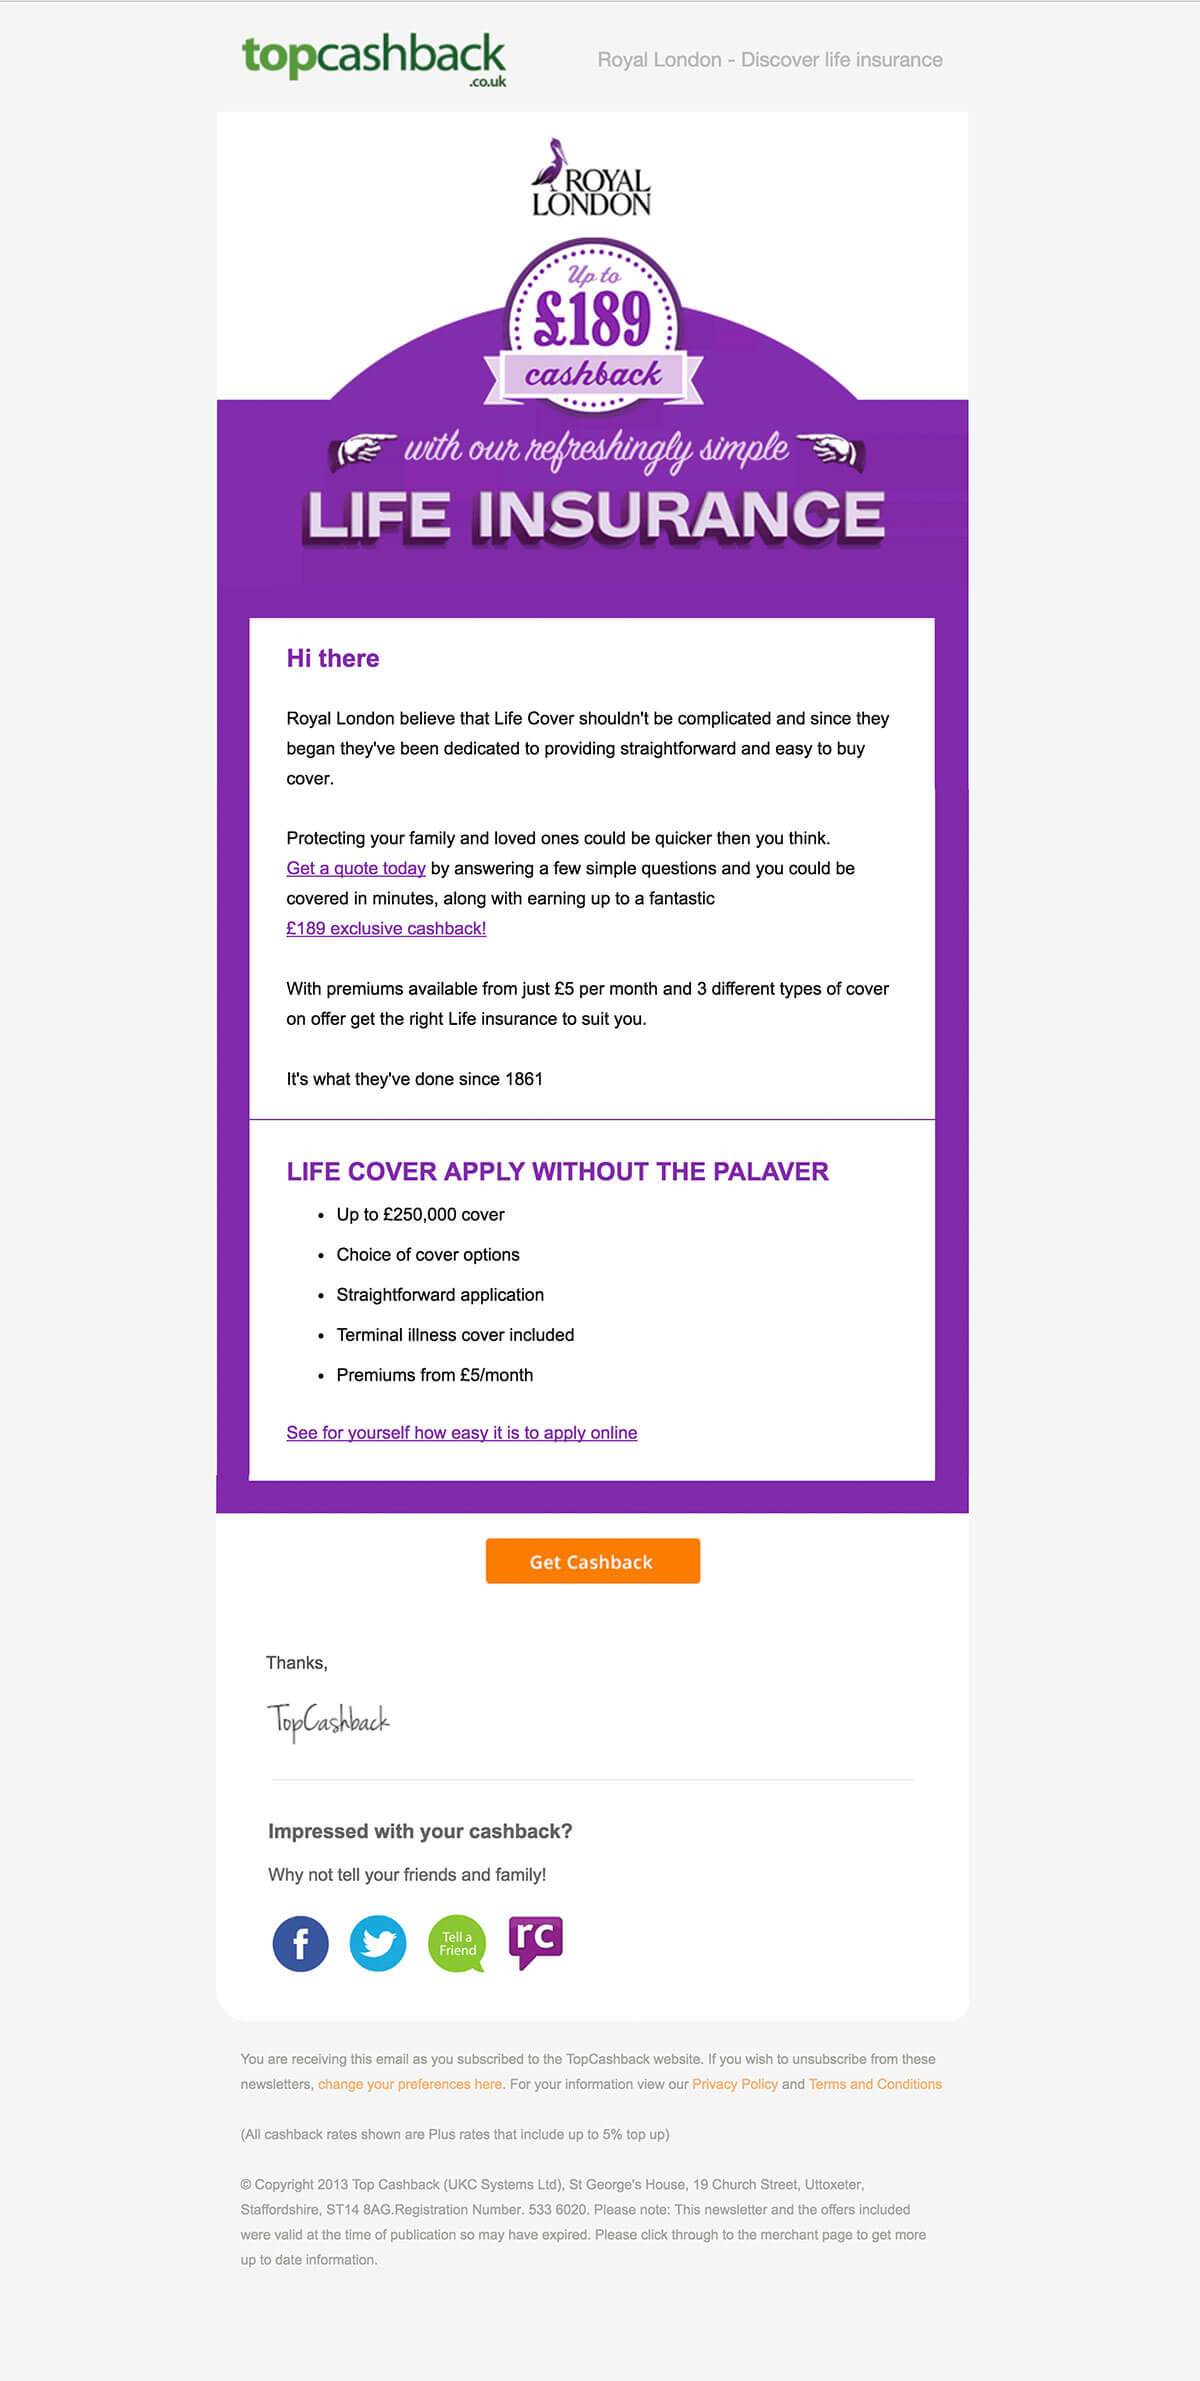 topcashback
.co.uk
Royal London - Discover life insurance
ROYAL
LONDON
Up to
£189
cashback
with our refreshingly simple
LIFE INSURANCE
Hi there
Royal London believe that Life Cover shouldn't be complicated and since they
began they've been dedicated to providing straightforward and easy to buy
cover.
Protecting your family and loved ones could be quicker then you think.
Get a quote today by answering a few simple questions and you could be
covered in minutes, along with earning up to a fantastic
£189 exclusive cashback!
With premiums available from just £5 per month and 3 different types of cover
on offer get the right Life insurance to suit you.
It's what they've done since 1861
LIFE COVER APPLY WITHOUT THE PALAVER
• Up to £250,000 cover
• Choice of cover options
• Straightforward application
• Terminal illness cover included
• Premiums from £5/month
See for yourself how easy it is to apply online
Get Cashback
Thanks,
TopCashback
Impressed with your cashback?
Why not tell your friends and family!
f
Tell a
Friend
rc
You are receiving this email as you subscribed to the TopCashback website. If you wish to unsubscribe from these
newsletters, change your preferences here. For your information view our Privacy Policy and Terms and Conditions
(All cashback rates shown are Plus rates that include up to 5% top up)
© Copyright 2013 Top Cashback (UKC Systems Ltd), St George's House, 19 Church Street, Uttoxeter,
Staffordshire, ST14 8AG.Registration Number. 533 6020. Please note: This newsletter and the offers included
were valid at the time of publication so may have expired. Please click through to the merchant page to get more
up to date information.